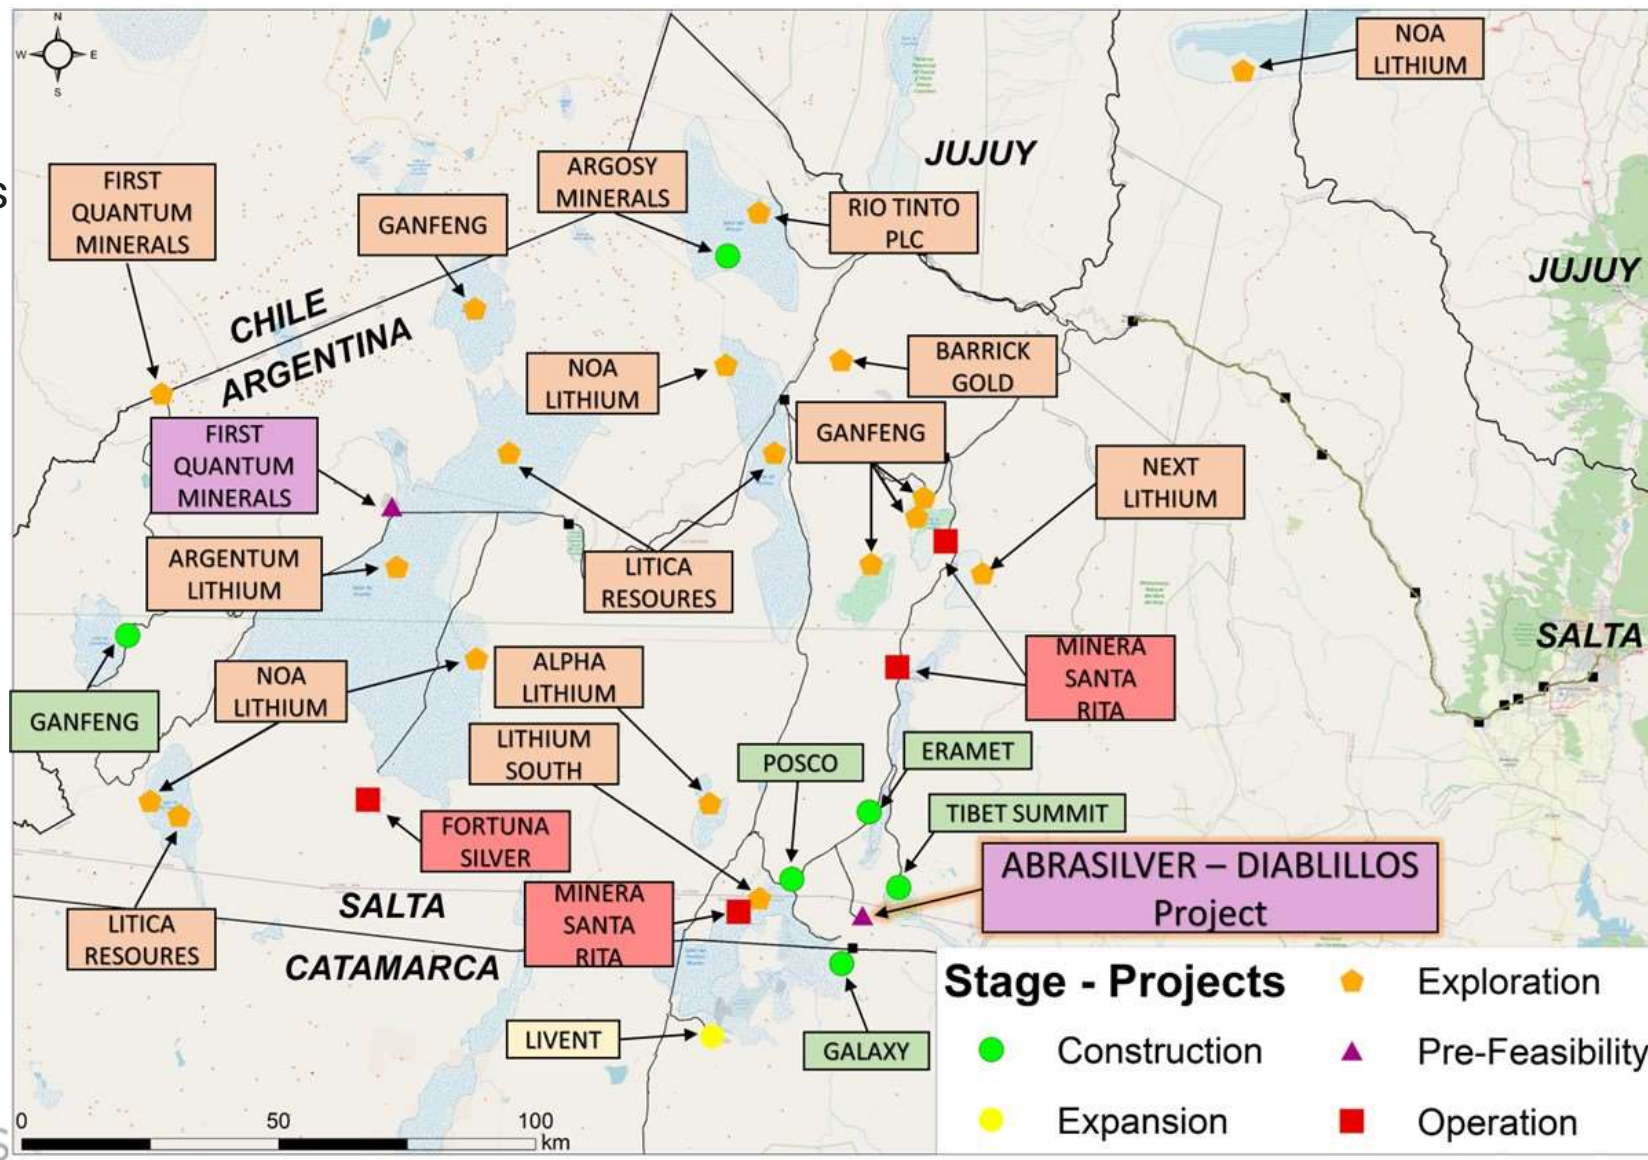 N
W
E
S
NOA
LITHIUM
JUJUY
ARGOSY
MINERALS
FIRST
QUANTUM
MINERALS
GANFENG
RIO TINTO
PLC
JUJUY
CHILE
ARGENTINA
NOA
LITHIUM
BARRICK
GOLD
GANFENG
FIRST
QUANTUM
MINERALS
NEXT
LITHIUM
ARGENTUM
LITHIUM
LITICA
RESOURES
SALTA
MINERA
SANTA
RITA
NOA
LITHIUM
ALPHA
LITHIUM
GANFENG
LITHIUM
SOUTH
POSCO
ERAMET
TIBET SUMMIT
FORTUNA
SILVER
ABRASILVER – DIABLILLOS
Project
MINERA
SANTA
RITA
SALTA
LITICA
RESOURES
CATAMARCA
LIVENT
GALAXY
Stage - Projects
Exploration
Construction
Pre-Feasibility
Expansion
Operation
0
50
100
km